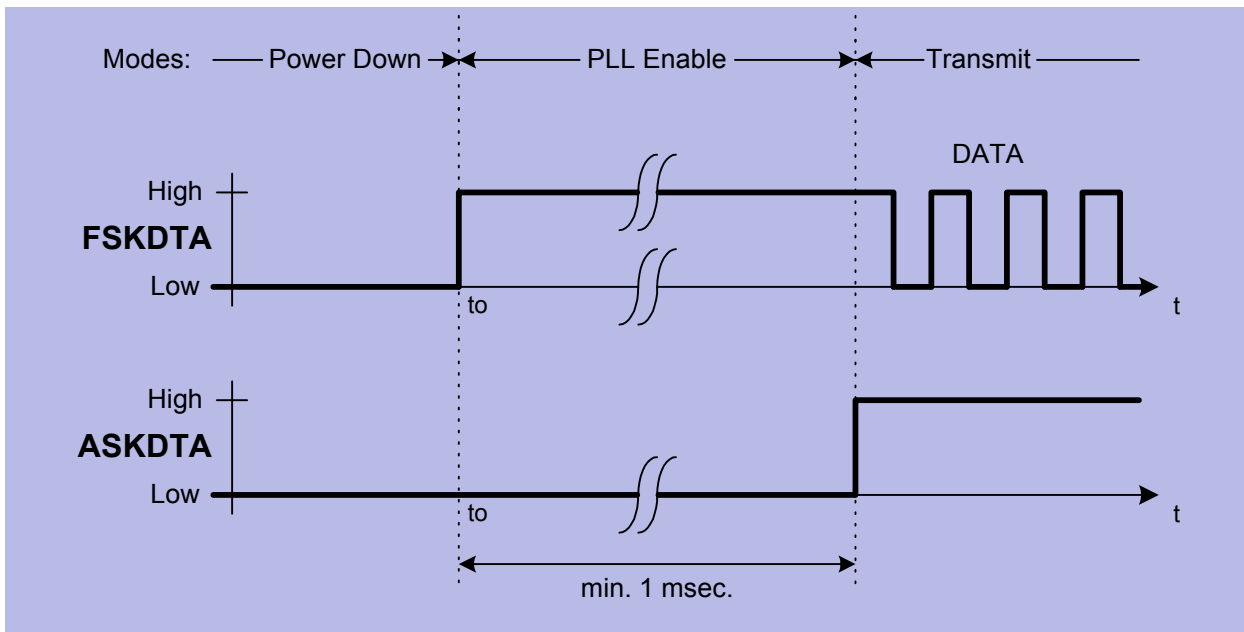 Modes: Power Down PLL Enable Transmit
DATA
High
FSKDTA
Low
to
t
High
ASKDTA
Low
to
t
min. 1 msec.